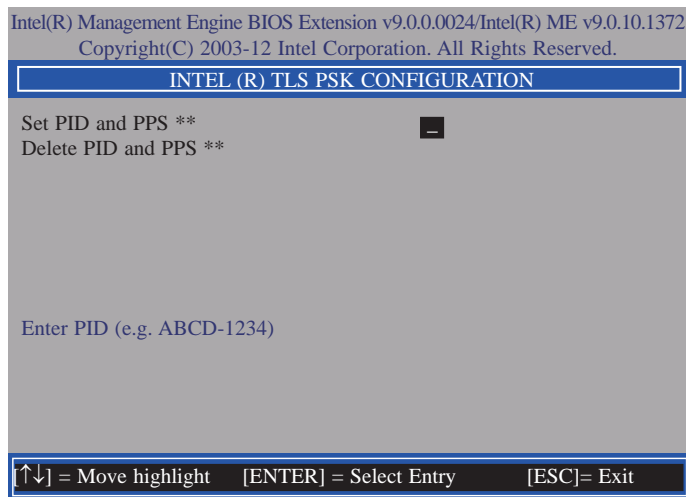 Intel(R) Management Engine BIOS Extension v9.0.0.0024/Intel(R) ME v9.0.10.1372
Copyright(C) 2003-12 Intel Corporation. All Rights Reserved.
INTEL (R) TLS PSK CONFIGURATION
Set PID and PPS ** _
Delete PID and PPS **
Enter PID (e.g. ABCD-1234)
[↑↓] = Move highlight [ENTER] = Select Entry [ESC]= Exit